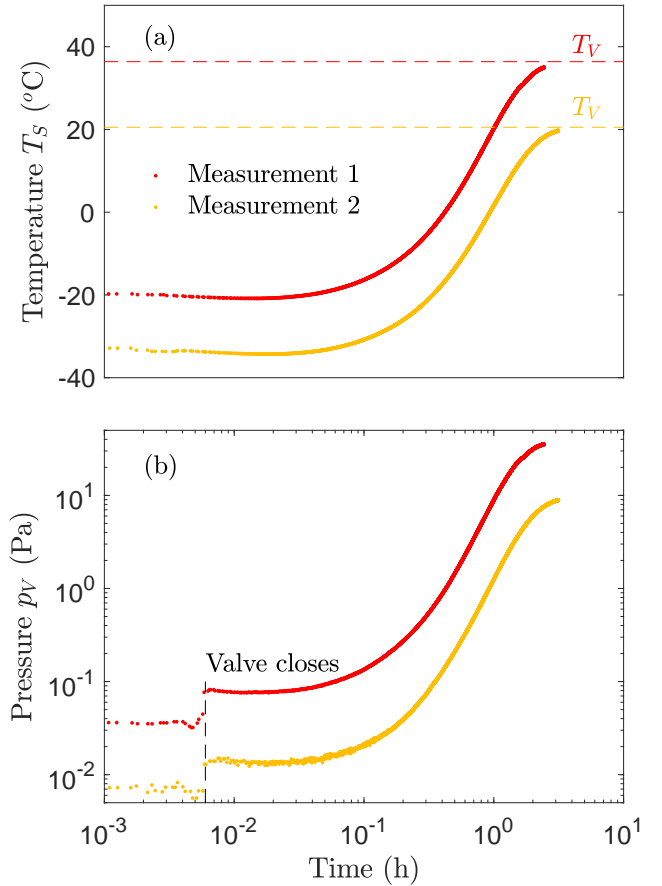 (a)
T_V
T_V
Measurement 1
Measurement 2
Temperature T_S (°C)
40
20
0
-20
-40
(b)
Valve closes
Pressure p_V (Pa)
10^1
10^0
10^-1
10^-2
10^-3 10^-2 10^-1 10^0 10^1
Time (h)